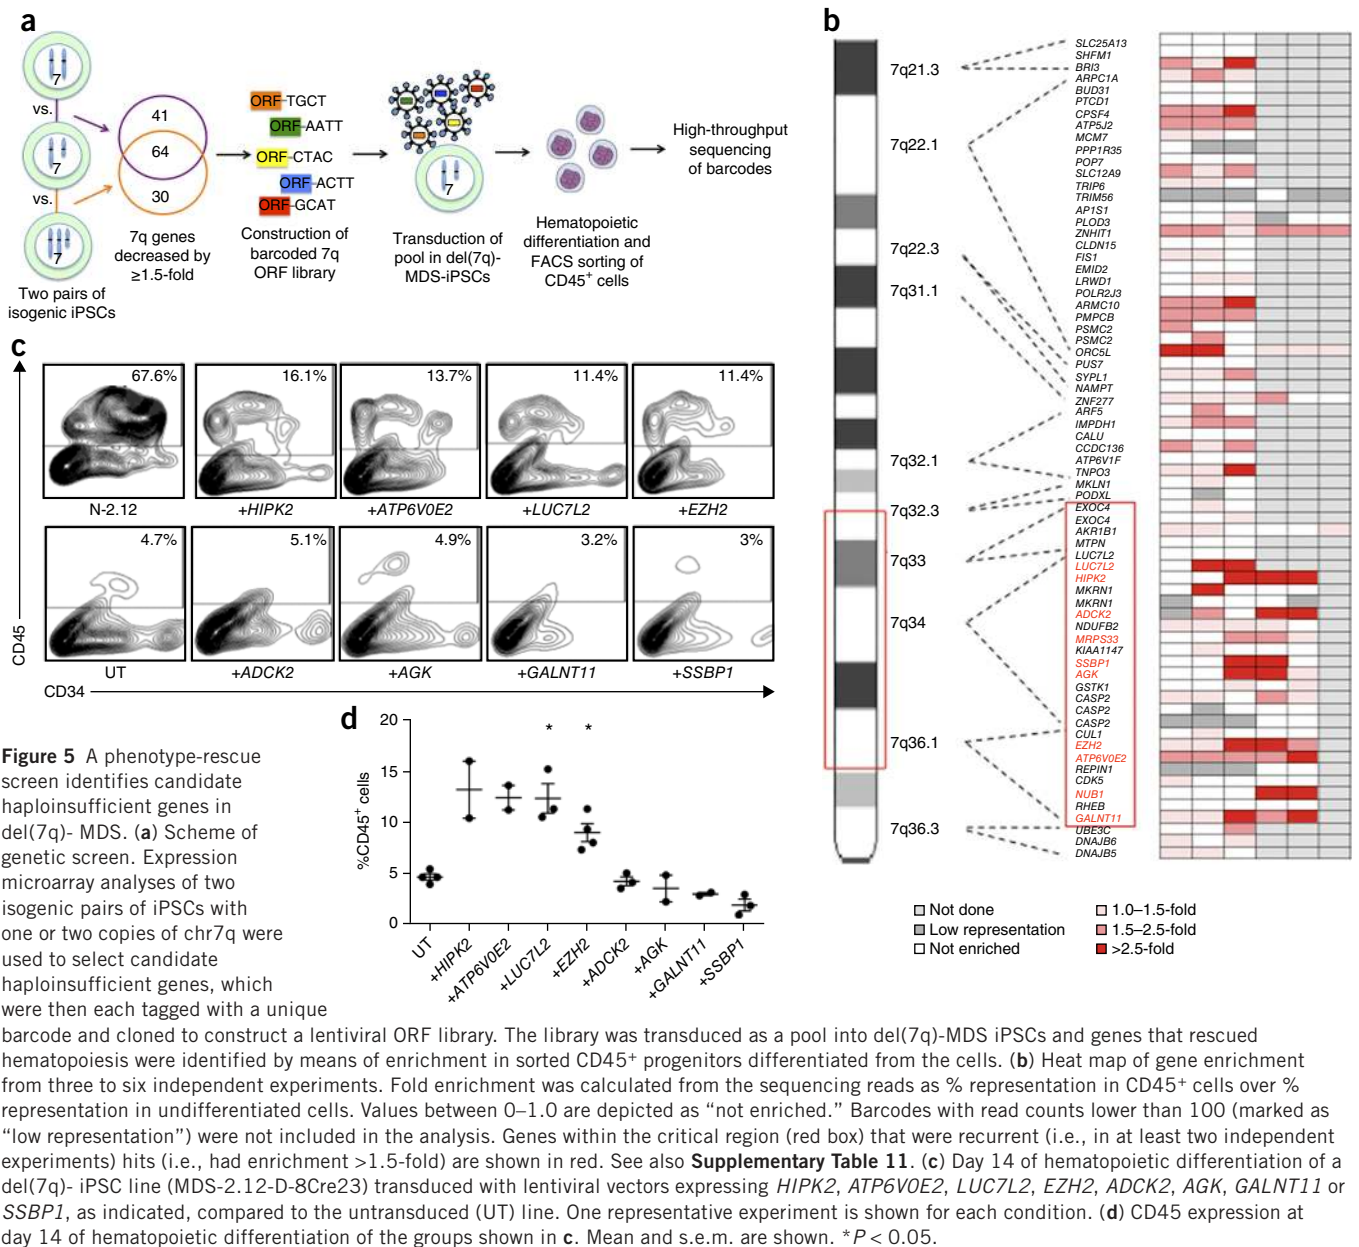 a
7
vs.
7
vs.
7
Two pairs of
isogenic iPSCs
41
64
30
7q genes
decreased by
≥1.5-fold
ORF-TGCT
ORF-AATT
ORF-CTAC
ORF-ACTT
ORF-GCAT
Construction of
barcoded 7q
ORF library
7
Transduction of
pool in del(7q)-
MDS-iPSCs
Hematopoietic
differentiation and
FACS sorting of
CD45+ cells
High-throughput
sequencing
of barcodes
b
7q21.3
7q22.1
7q22.3
7q31.1
7q32.1
7q32.3
7q33
7q34
7q36.1
7q36.3
SLC25A13
SHFM1
BRI3
ARPC1A
BUD31
PTCD1
CPSF4
ATP5J2
MCM7
PPP1R35
POP7
SLC12A9
TRIP6
TRIM56
AP1S1
PLOD3
ZNHIT1
CLDN15
FIS1
EMID2
LRWD1
POLR2J3
ARMC10
PMPCB
PSMC2
PSMC2
ORC5L
PUS7
SYPL1
NAMPT
ZNF277
ARF5
IMPDH1
CALU
CCDC136
ATP6V1F
TNPO3
MKLN1
PODXL
EXOC4
EXOC4
AKR1B1
MTPN
LUC7L2
LUC7L2
HIPK2
MKRN1
MKRN1
ADCK2
NDUFB2
MRPS33
KIAA1147
SSBP1
AGK
GSTK1
CASP2
CASP2
CASP2
CUL1
EZH2
ATP6V0E2
REPIN1
CDK5
NUB1
RHEB
GALNT11
UBE3C
DNAJB6
DNAJB5
Not done
Low representation
Not enriched
1.0–1.5-fold
1.5–2.5-fold
>2.5-fold
c
67.6% 16.1% 13.7% 11.4% 11.4%
N-2.12 +HIPK2 +ATP6V0E2 +LUC7L2 +EZH2
4.7% 5.1% 4.9% 3.2% 3%
UT +ADCK2 +AGK +GALNT11 +SSBP1
CD45
CD34
d
%CD45+ cells
20
15
10
5
0
* *
UT +HIPK2 +ATP6V0E2 +LUC7L2 +EZH2 +ADCK2 +AGK +GALNT11 +SSBP1
Figure 5 A phenotype-rescue
screen identifies candidate
haploinsufficient genes in
del(7q)- MDS. (a) Scheme of
genetic screen. Expression
microarray analyses of two
isogenic pairs of iPSCs with
one or two copies of chr7q were
used to select candidate
haploinsufficient genes, which
were then each tagged with a unique
barcode and cloned to construct a lentiviral ORF library. The library was transduced as a pool into del(7q)-MDS iPSCs and genes that rescued
hematopoiesis were identified by means of enrichment in sorted CD45+ progenitors differentiated from the cells. (b) Heat map of gene enrichment
from three to six independent experiments. Fold enrichment was calculated from the sequencing reads as % representation in CD45+ cells over %
representation in undifferentiated cells. Values between 0–1.0 are depicted as “not enriched.” Barcodes with read counts lower than 100 (marked as
“low representation”) were not included in the analysis. Genes within the critical region (red box) that were recurrent (i.e., in at least two independent
experiments) hits (i.e., had enrichment >1.5-fold) are shown in red. See also Supplementary Table 11. (c) Day 14 of hematopoietic differentiation of a
del(7q)- iPSC line (MDS-2.12-D-8Cre23) transduced with lentiviral vectors expressing HIPK2, ATP6V0E2, LUC7L2, EZH2, ADCK2, AGK, GALNT11 or
SSBP1, as indicated, compared to the untransduced (UT) line. One representative experiment is shown for each condition. (d) CD45 expression at
day 14 of hematopoietic differentiation of the groups shown in c. Mean and s.e.m. are shown. *P < 0.05.